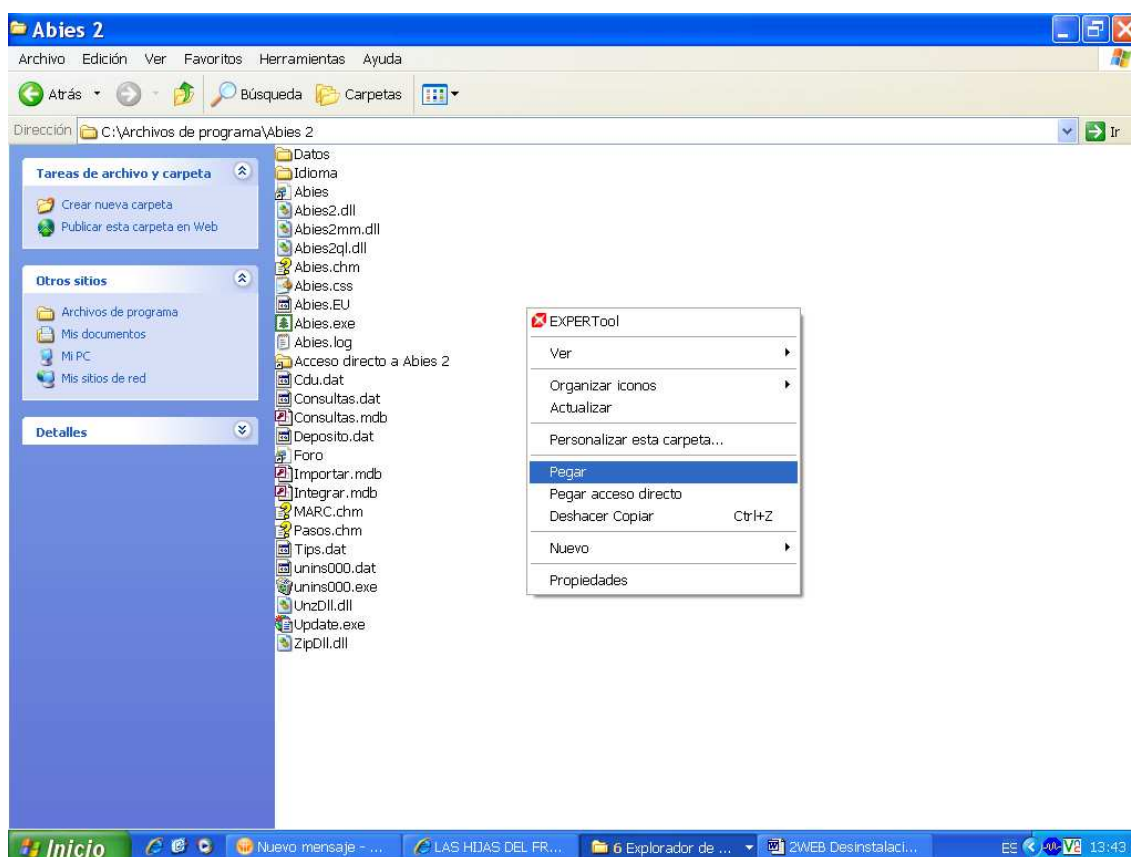 Abies 2
Archivo Edición Ver Favoritos Herramientas Ayuda
Atrás Búsqueda Carpetas
Dirección C:\Archivos de programa\Abies 2 Ir
Tareas de archivo y carpeta
Crear nueva carpeta
Publicar esta carpeta en Web
Otros sitios
Archivos de programa
Mis documentos
Mi PC
Mis sitios de red
Detalles
Datos
Idioma
Abies
Abies2.dll
Abies2mm.dll
Abies2ql.dll
Abies.chm
Abies.css
Abies.EU
Abies.exe
Abies.log
Acceso directo a Abies 2
Cdu.dat
Consultas.dat
Consultas.mdb
Deposito.dat
Foro
Importar.mdb
Integrar.mdb
MARC.chm
Pasos.chm
Tips.dat
unins000.dat
unins000.exe
UnzDll.dll
Update.exe
ZipDll.dll
EXPERTool
Ver
Organizar iconos
Actualizar
Personalizar esta carpeta...
Pegar
Pegar acceso directo
Deshacer Copiar Ctrl+Z
Nuevo
Propiedades
Inicio Nuevo mensaje - ... LAS HIJAS DEL FR... 6 Explorador de ... 2WEB Desinstalaci... EE 13:43